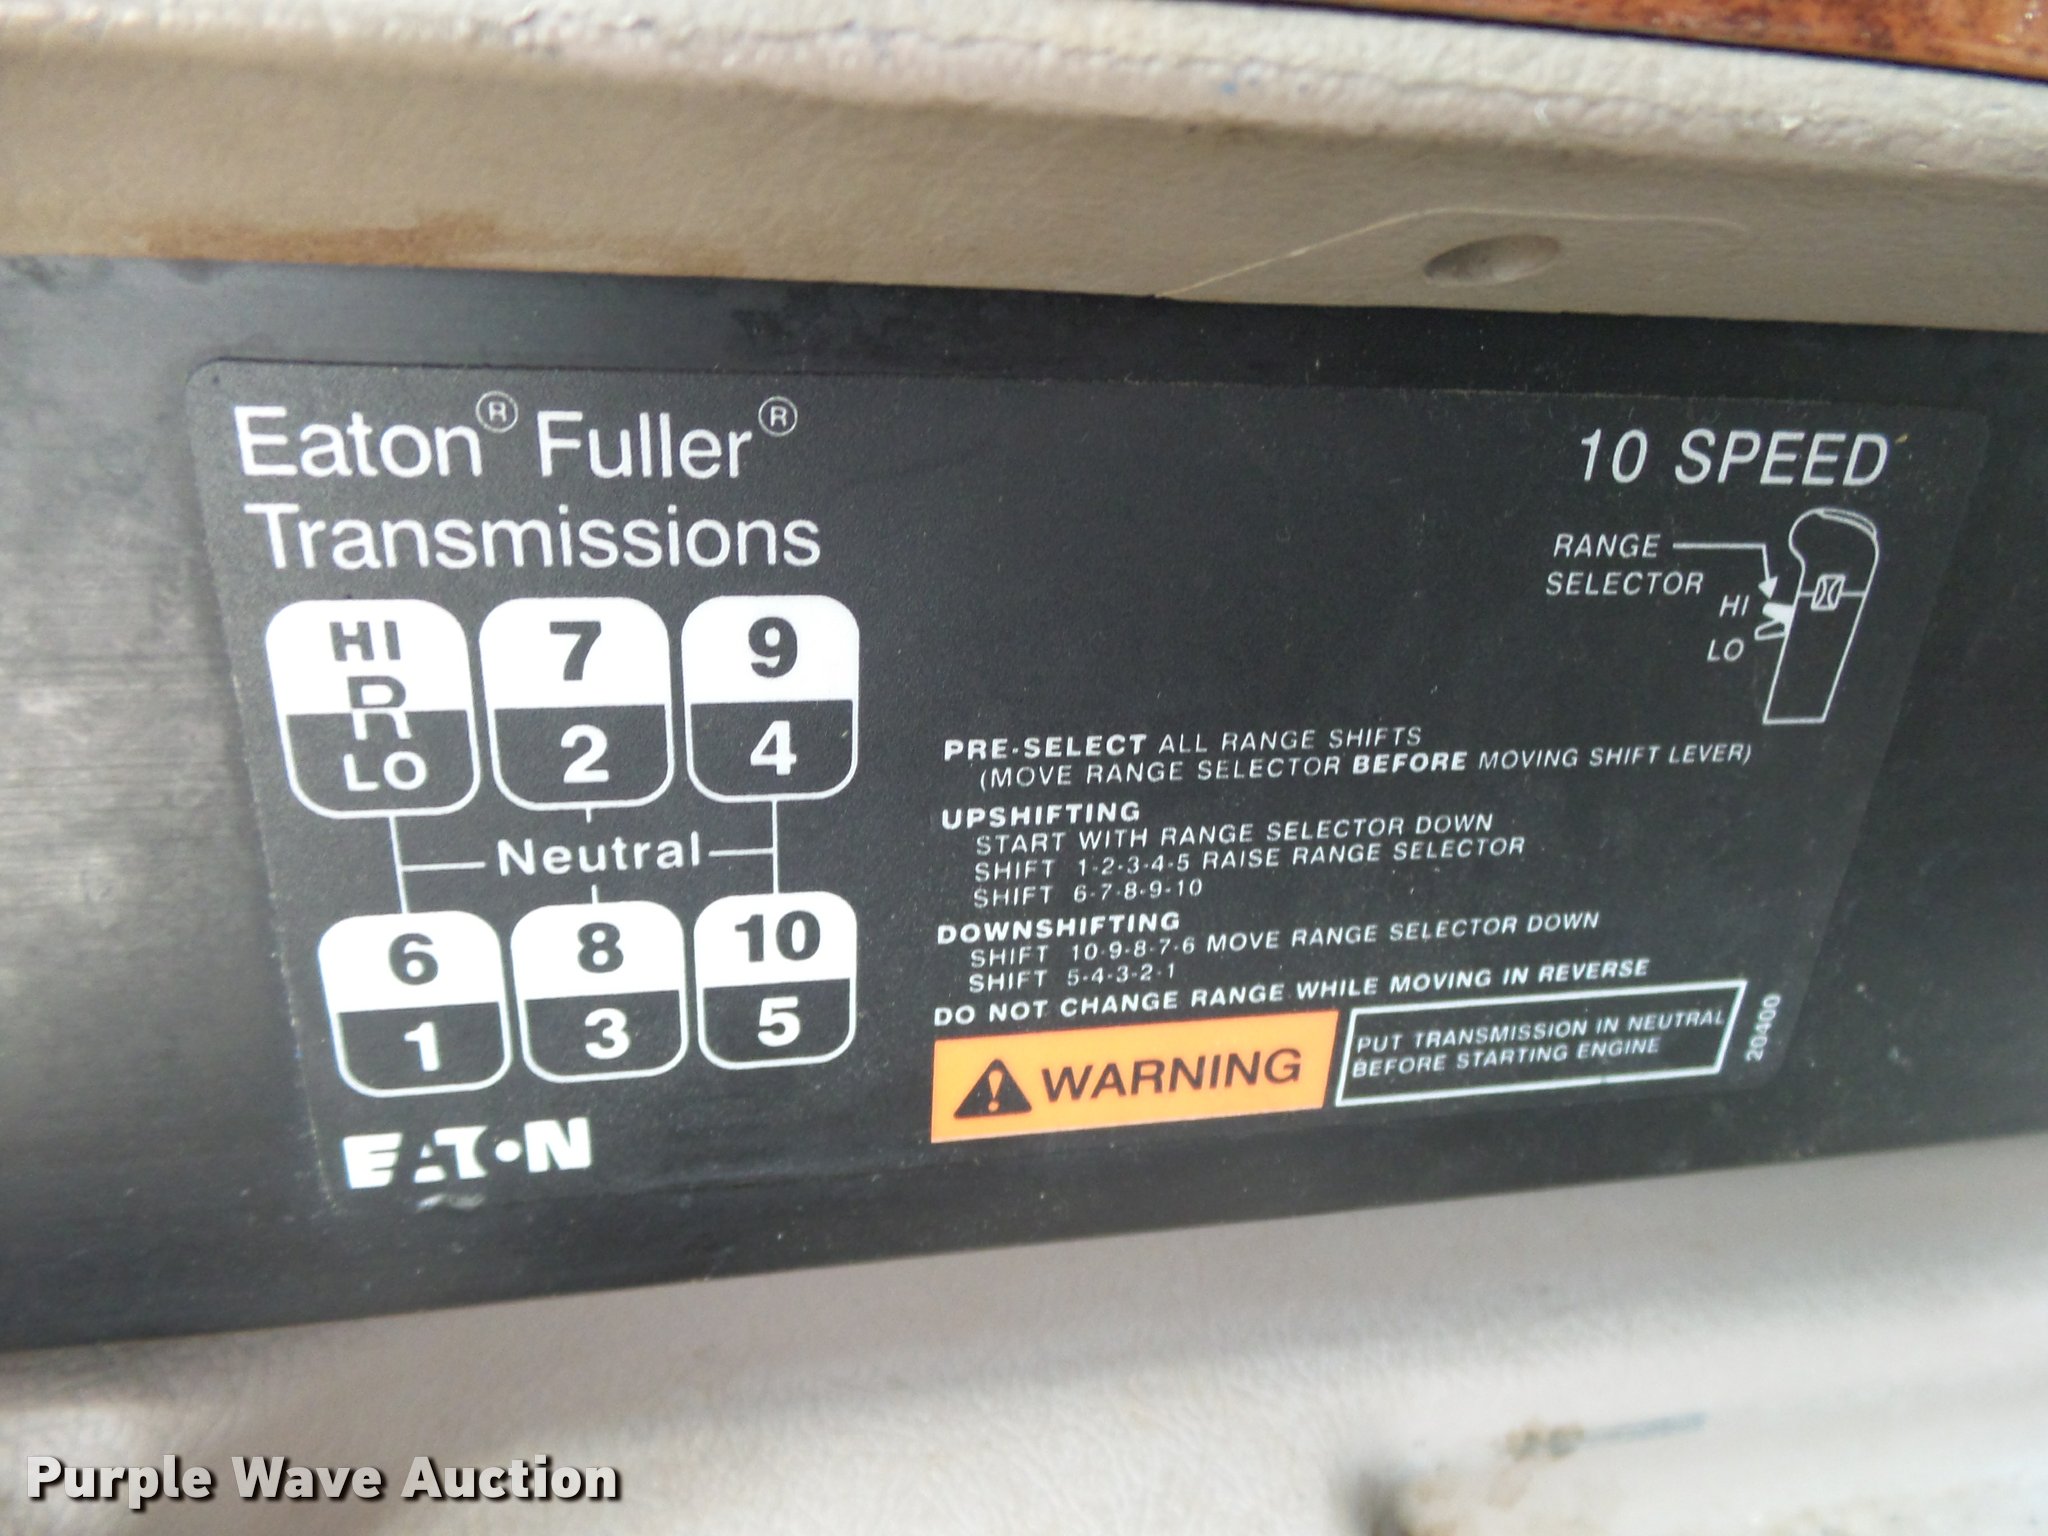 Eaton® Fuller®
Transmissions
HI
R
LO
7
2
9
4
Neutral
6
1
8
3
10
5
EATON
10 SPEED
RANGE
SELECTOR
HI
LO
PRE-SELECT ALL RANGE SHIFTS
(MOVE RANGE SELECTOR BEFORE MOVING SHIFT LEVER)
UPSHIFTING
START WITH RANGE SELECTOR DOWN
SHIFT 1-2-3-4-5 RAISE RANGE SELECTOR
SHIFT 6-7-8-9-10
DOWNSHIFTING
SHIFT 10-9-8-7-6 MOVE RANGE SELECTOR DOWN
SHIFT 5-4-3-2-1
DO NOT CHANGE RANGE WHILE MOVING IN REVERSE
WARNING
PUT TRANSMISSION IN NEUTRAL
BEFORE STARTING ENGINE
20400
Purple Wave Auction